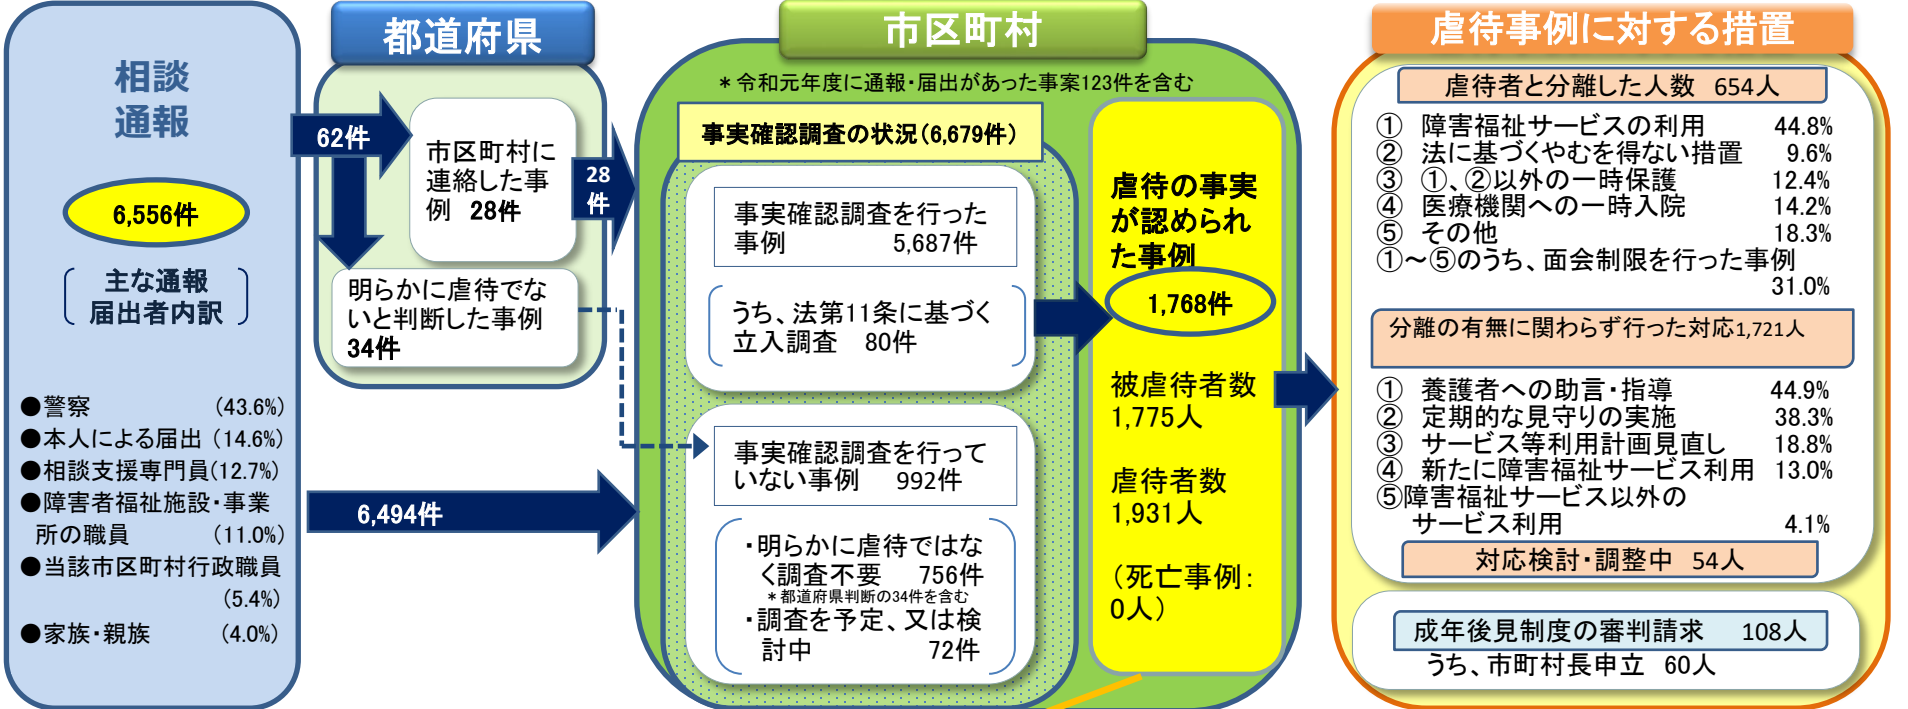 相談
通報
6,556件
主な通報
届出者内訳
●警察 (43.6%)
●本人による届出 (14.6%)
●相談支援専門員(12.7%)
●障害者福祉施設・事業
所の職員 (11.0%)
●当該市区町村行政職員
(5.4%)
●家族・親族 (4.0%)
都道府県
62件
市区町村に
連絡した事
例 28件
28
件
明らかに虐待でな
いと判断した事例
34件
6,494件
市区町村
＊令和元年度に通報・届出があった事案123件を含む
事実確認調査の状況(6,679件)
事実確認調査を行った
事例 5,687件
うち、法第11条に基づく
立入調査 80件
事実確認調査を行って
いない事例 992件
・明らかに虐待ではな
く調査不要 756件
＊都道府県判断の34件を含む
・調査を予定、又は検
討中 72件
虐待の事実
が認められ
た事例
1,768件
被虐待者数
1,775人
虐待者数
1,931人
（死亡事例：
0人）
虐待事例に対する措置
虐待者と分離した人数 654人
① 障害福祉サービスの利用 44.8%
② 法に基づくやむを得ない措置 9.6%
③ ①、②以外の一時保護 12.4%
④ 医療機関への一時入院 14.2%
⑤ その他 18.3%
①～⑤のうち、面会制限を行った事例
31.0%
分離の有無に関わらず行った対応1,721人
① 養護者への助言・指導 44.9%
② 定期的な見守りの実施 38.3%
③ サービス等利用計画見直し 18.8%
④ 新たに障害福祉サービス利用 13.0%
⑤障害福祉サービス以外の
サービス利用 4.1%
対応検討・調整中 54人
成年後見制度の審判請求 108人
うち、市町村長申立 60人